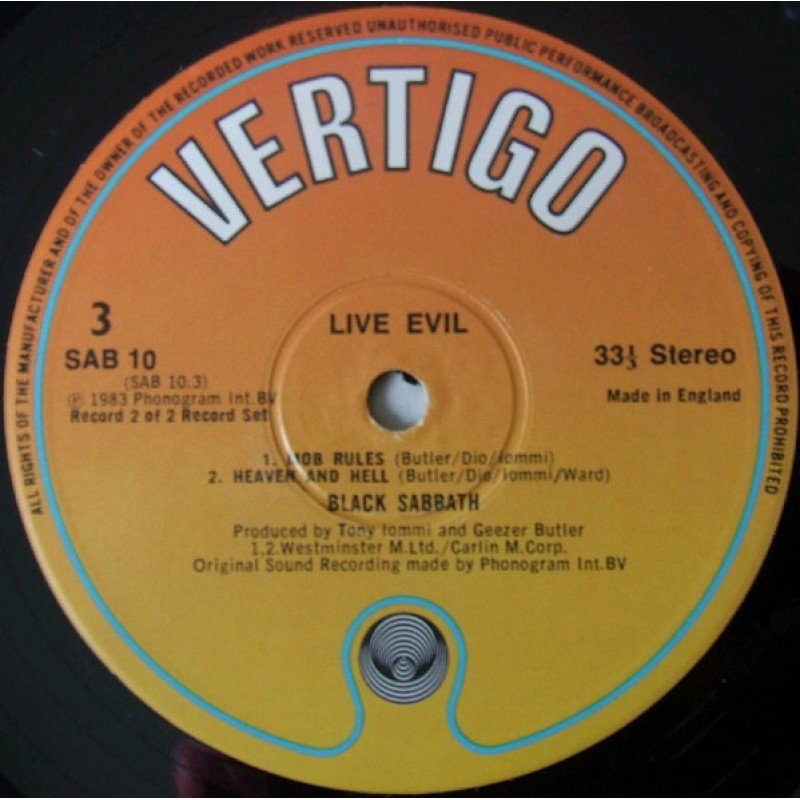 ALL RIGHTS OF THE MANUFACTURER AND OF THE OWNER OF THE RECORDED WORK RESERVED UNAUTHORISED PUBLIC PERFORMANCE BROADCASTING AND COPYING OF THIS RECORD PROHIBITED
VERTIGO
LIVE EVIL
3
SAB 10
(SAB 10.3)
℗ 1983 Phonogram Int.BV
Record 2 of 2 Record Set
33⅓ Stereo
Made in England
1. MOB RULES (Butler/Dio/Iommi)
2. HEAVEN AND HELL (Butler/Dio/Iommi/Ward)
BLACK SABBATH
Produced by Tony Iommi and Geezer Butler
1,2.Westminster M.Ltd./Carlin M.Corp.
Original Sound Recording made by Phonogram Int.BV